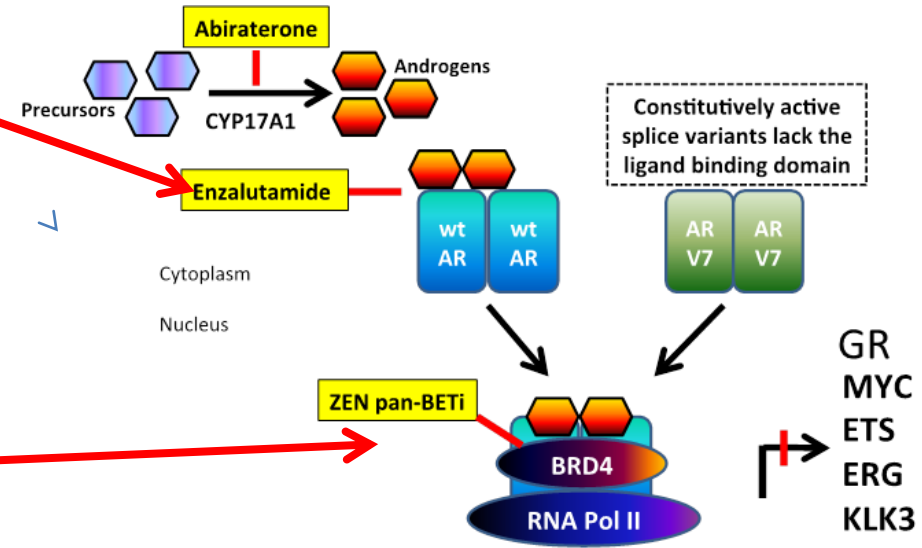 Abiraterone
Precursors
Androgens
CYP17A1
Constitutively active
splice variants lack the
ligand binding domain
Enzalutamide
wt
AR
wt
AR
AR
V7
AR
V7
Cytoplasm
Nucleus
GR
MYC
ETS
ERG
KLK3
ZEN pan-BETi
BRD4
RNA Pol II